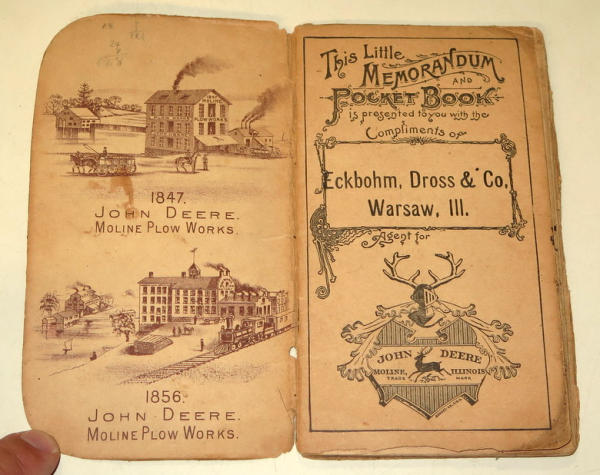 1847.
JOHN DEERE.
MOLINE PLOW WORKS.
1856.
JOHN DEERE.
MOLINE PLOW WORKS.
This Little
MEMORANDUM
AND
POCKET BOOK
is presented to you with the
Compliments of
Eckbohm, Dross & Co.
Warsaw, Ill.
Agent for
JOHN DEERE
MOLINE, ILLINOIS
TRADE MARK